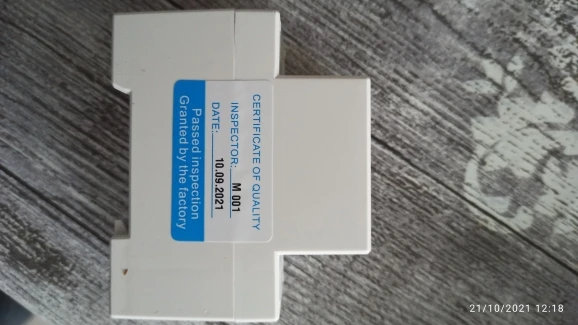 CERTIFICATE OF QUALITY
INSPECTOR: M 001
DATE: 10.09.2021
Passed inspection
Granted by the factory
21/10/2021 12:18